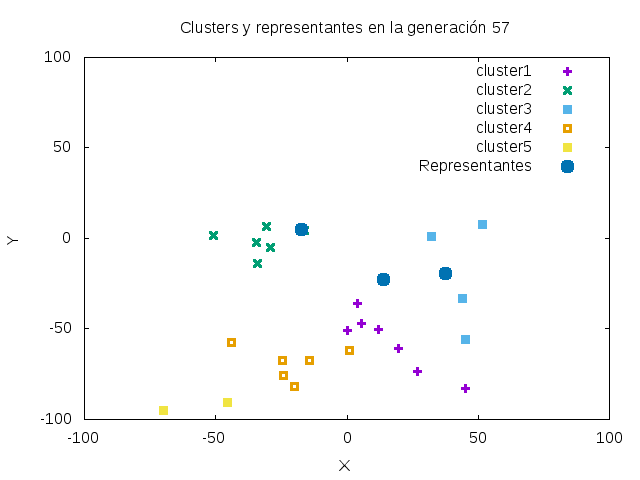 Clusters y representantes en la generación 57
100
cluster1
cluster2
cluster3
50
cluster4
cluster5
Representantes
Y
0
-50
-100
-100
-50
0
50
100
X